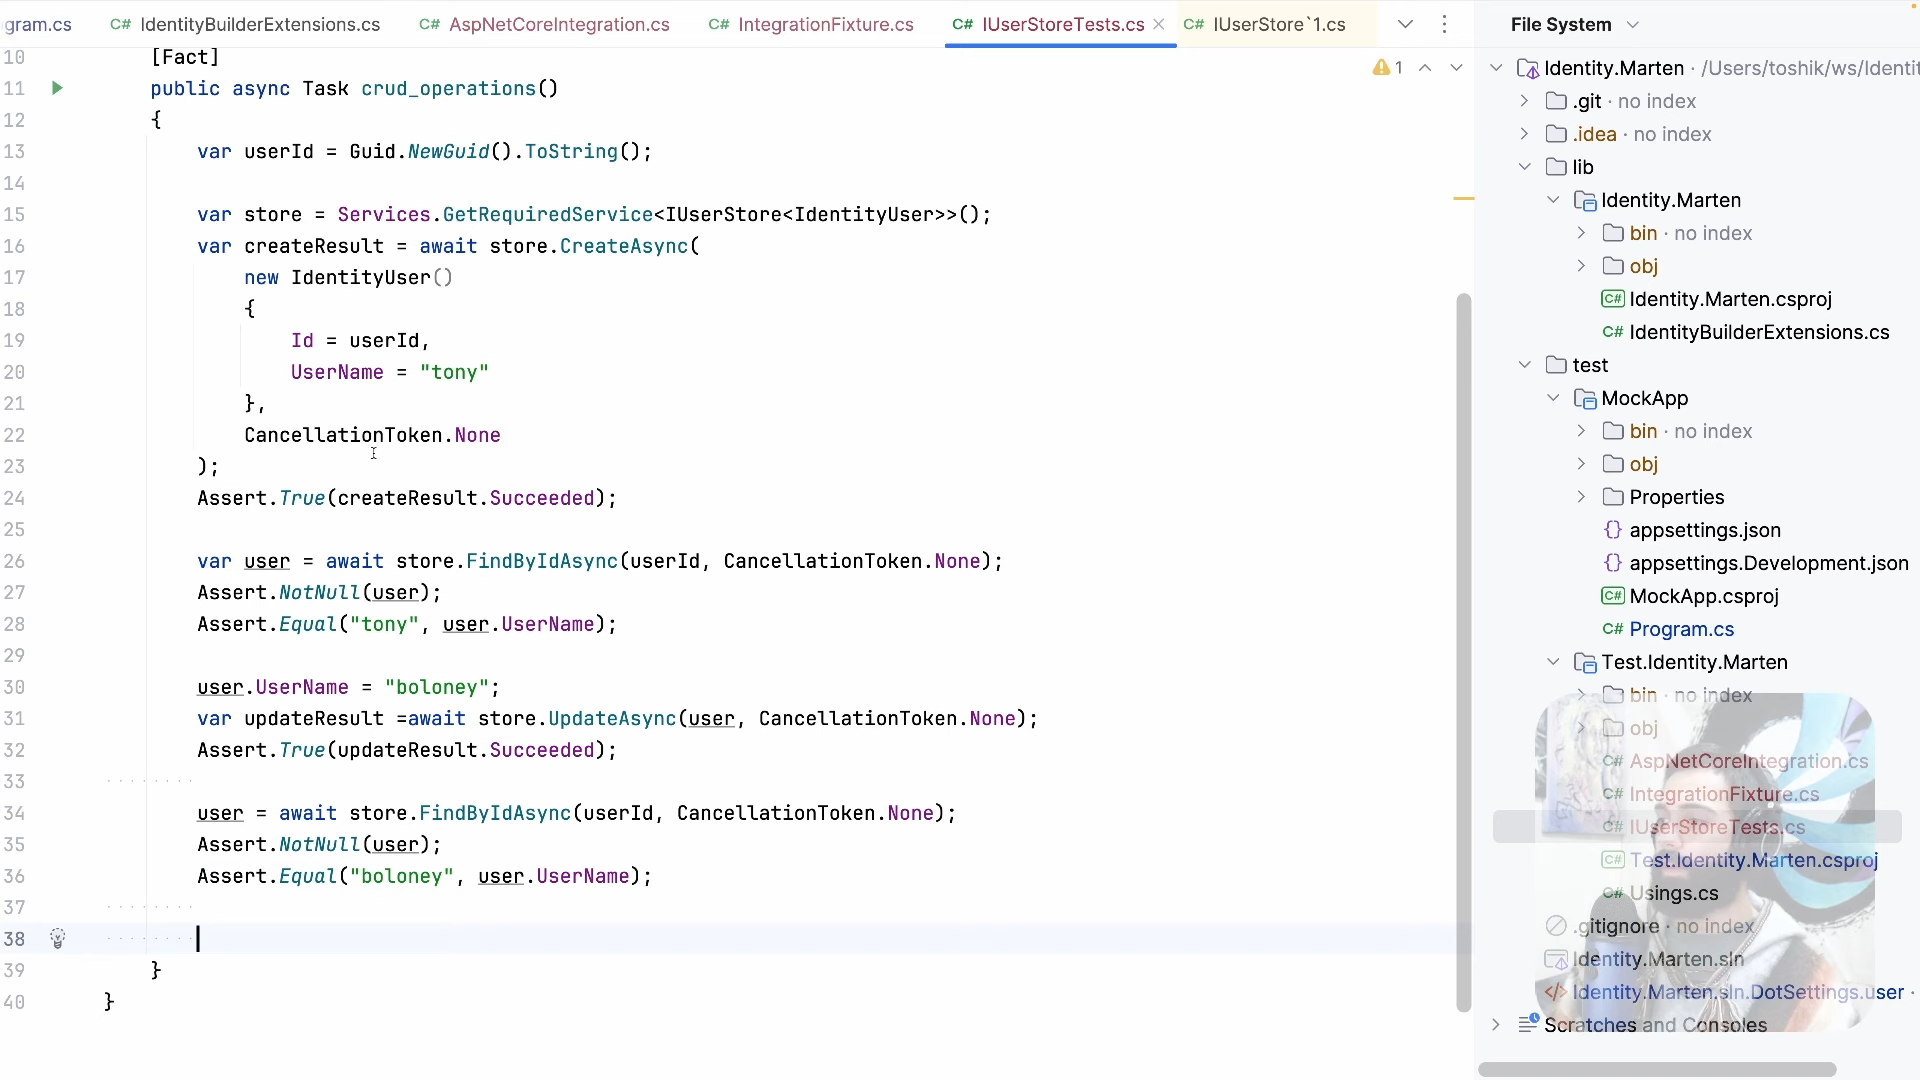 gram.cs C# IdentityBuilderExtensions.cs C# AspNetCoreIntegration.cs C# IntegrationFixture.cs C# IUserStoreTests.cs C# IUserStore`1.cs
1
10 [Fact]
11 public async Task crud_operations()
12 {
13 var userId = Guid.NewGuid().ToString();
14
15 var store = Services.GetRequiredService<IUserStore<IdentityUser>>();
16 var createResult = await store.CreateAsync(
17 new IdentityUser()
18 {
19 Id = userId,
20 UserName = "tony"
21 },
22 CancellationToken.None
23 );
24 Assert.True(createResult.Succeeded);
25
26 var user = await store.FindByIdAsync(userId, CancellationToken.None);
27 Assert.NotNull(user);
28 Assert.Equal("tony", user.UserName);
29
30 user.UserName = "boloney";
31 var updateResult =await store.UpdateAsync(user, CancellationToken.None);
32 Assert.True(updateResult.Succeeded);
33
34 user = await store.FindByIdAsync(userId, CancellationToken.None);
35 Assert.NotNull(user);
36 Assert.Equal("boloney", user.UserName);
37
38
39 }
40 }
File System
Identity.Marten · /Users/toshik/ws/Identit
.git · no index
.idea · no index
lib
Identity.Marten
bin · no index
obj
C# Identity.Marten.csproj
C# IdentityBuilderExtensions.cs
test
MockApp
bin · no index
obj
Properties
{} appsettings.json
{} appsettings.Development.json
C# MockApp.csproj
C# Program.cs
Test.Identity.Marten
bin · no index
obj
C# AspNetCoreIntegration.cs
C# IntegrationFixture.cs
C# IUserStoreTests.cs
C# Test.Identity.Marten.csproj
C# Usings.cs
.gitignore · no index
Identity.Marten.sln
</> Identity.Marten.sln.DotSettings.user ·
Scratches and Consoles